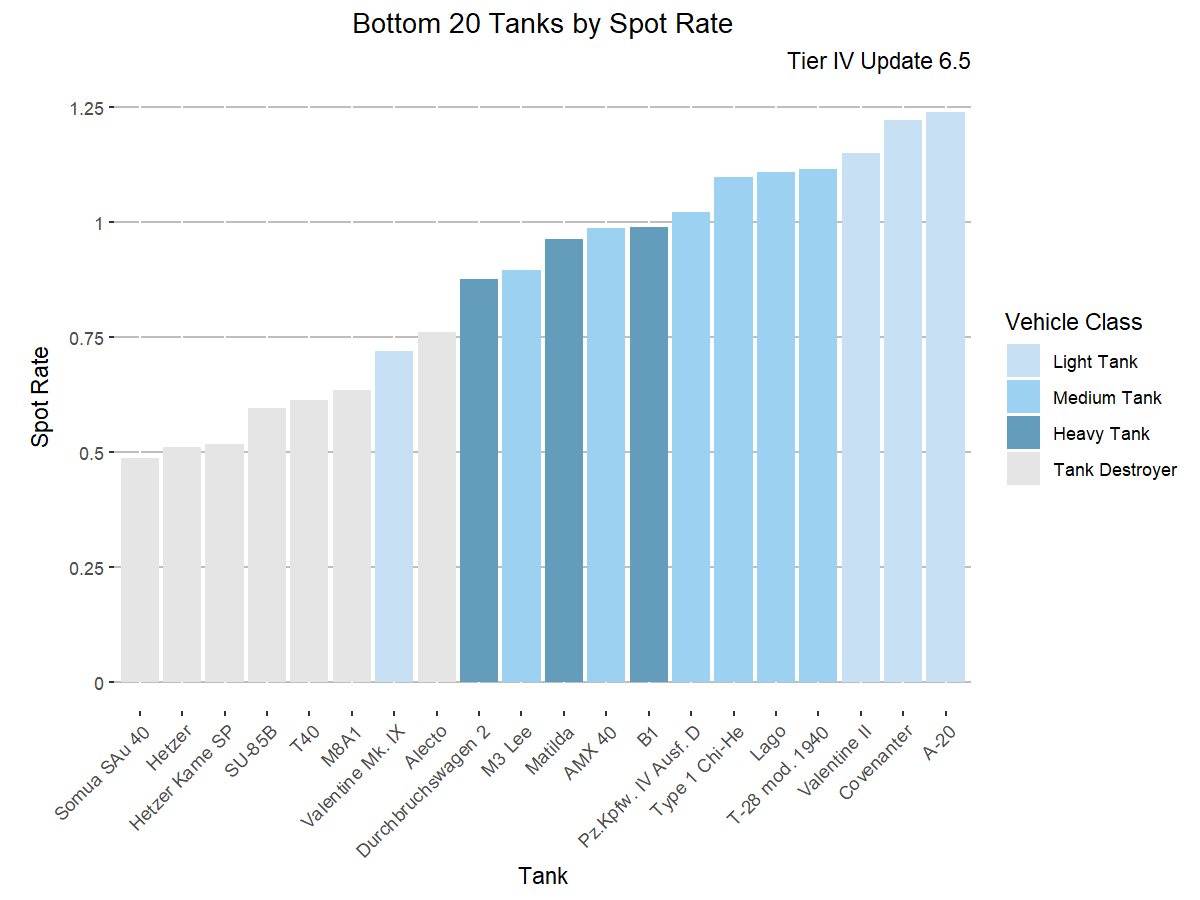 Bottom 20 Tanks by Spot Rate
Tier IV Update 6.5
Spot Rate
1.25
1
0.75
0.5
0.25
0
Somua SAu 40
Hetzer
Hetzer Kame SP
SU-85B
T40
M8A1
Valentine Mk. IX
Alecto
Durchbruchswagen 2
M3 Lee
Matilda
AMX 40
B1
Pz.Kpfw. IV Ausf. D
Type 1 Chi-He
Lago
T-28 mod. 1940
Valentine II
Covenanter
A-20
Tank
Vehicle Class
Light Tank
Medium Tank
Heavy Tank
Tank Destroyer